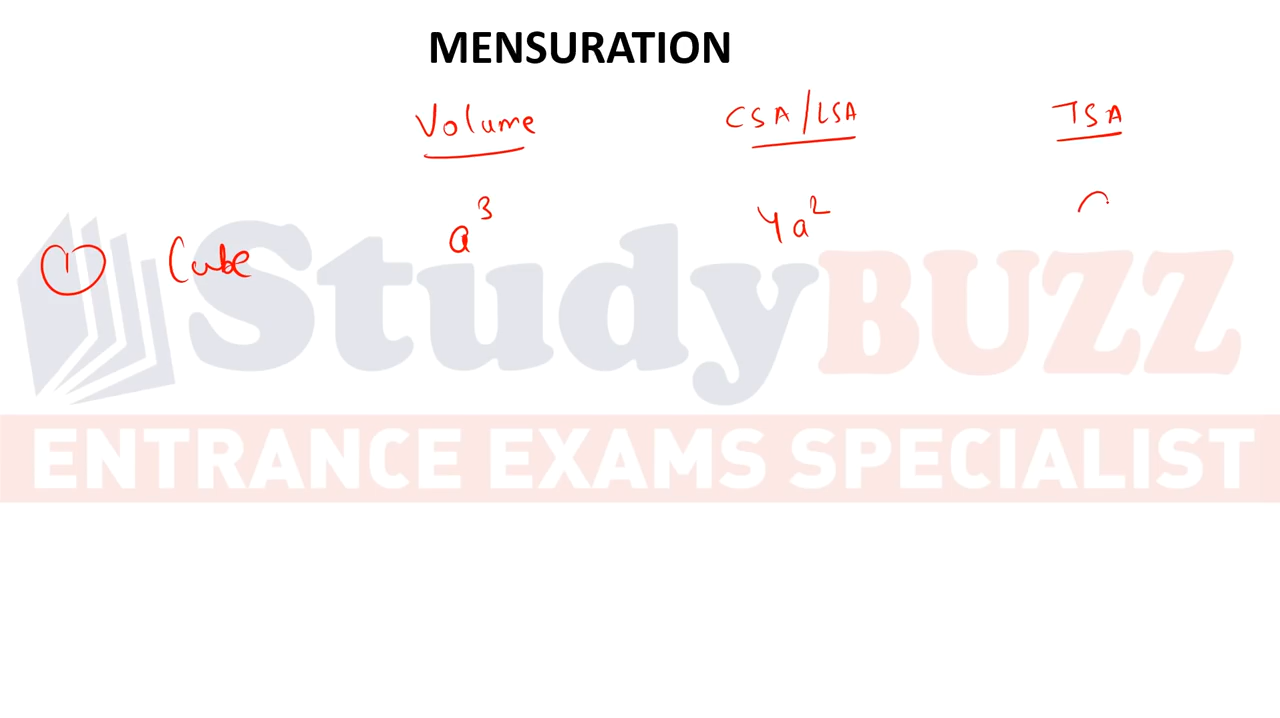 MENSURATION
Volume CSA/LSA TSA
a³ 4a²
① Cube
StudyBUZZ
ENTRANCE EXAMS SPECIALIST